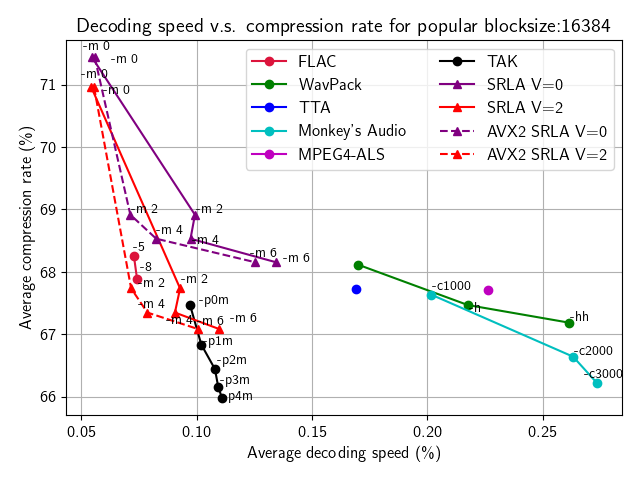 Decoding speed v.s. compression rate for popular blocksize:16384
Average compression rate (%)
71
70
69
68
67
66
0.05
0.10
0.15
0.20
0.25
Average decoding speed (%)
FLAC
WavPack
TTA
Monkey's Audio
MPEG4-ALS
TAK
SRLA V=0
SRLA V=2
AVX2 SRLA V=0
AVX2 SRLA V=2
-m 0
-m 0
-m 0
-m 0
-m 2
-m 2
-m 4
-m 4
-m 6
-m 6
-5
-8
-m 2
-m 2
-m 4
-m 4
-m 6
-m 6
-p0m
-p1m
-p2m
-p3m
-p4m
-c1000
-h
-hh
-c2000
-c3000